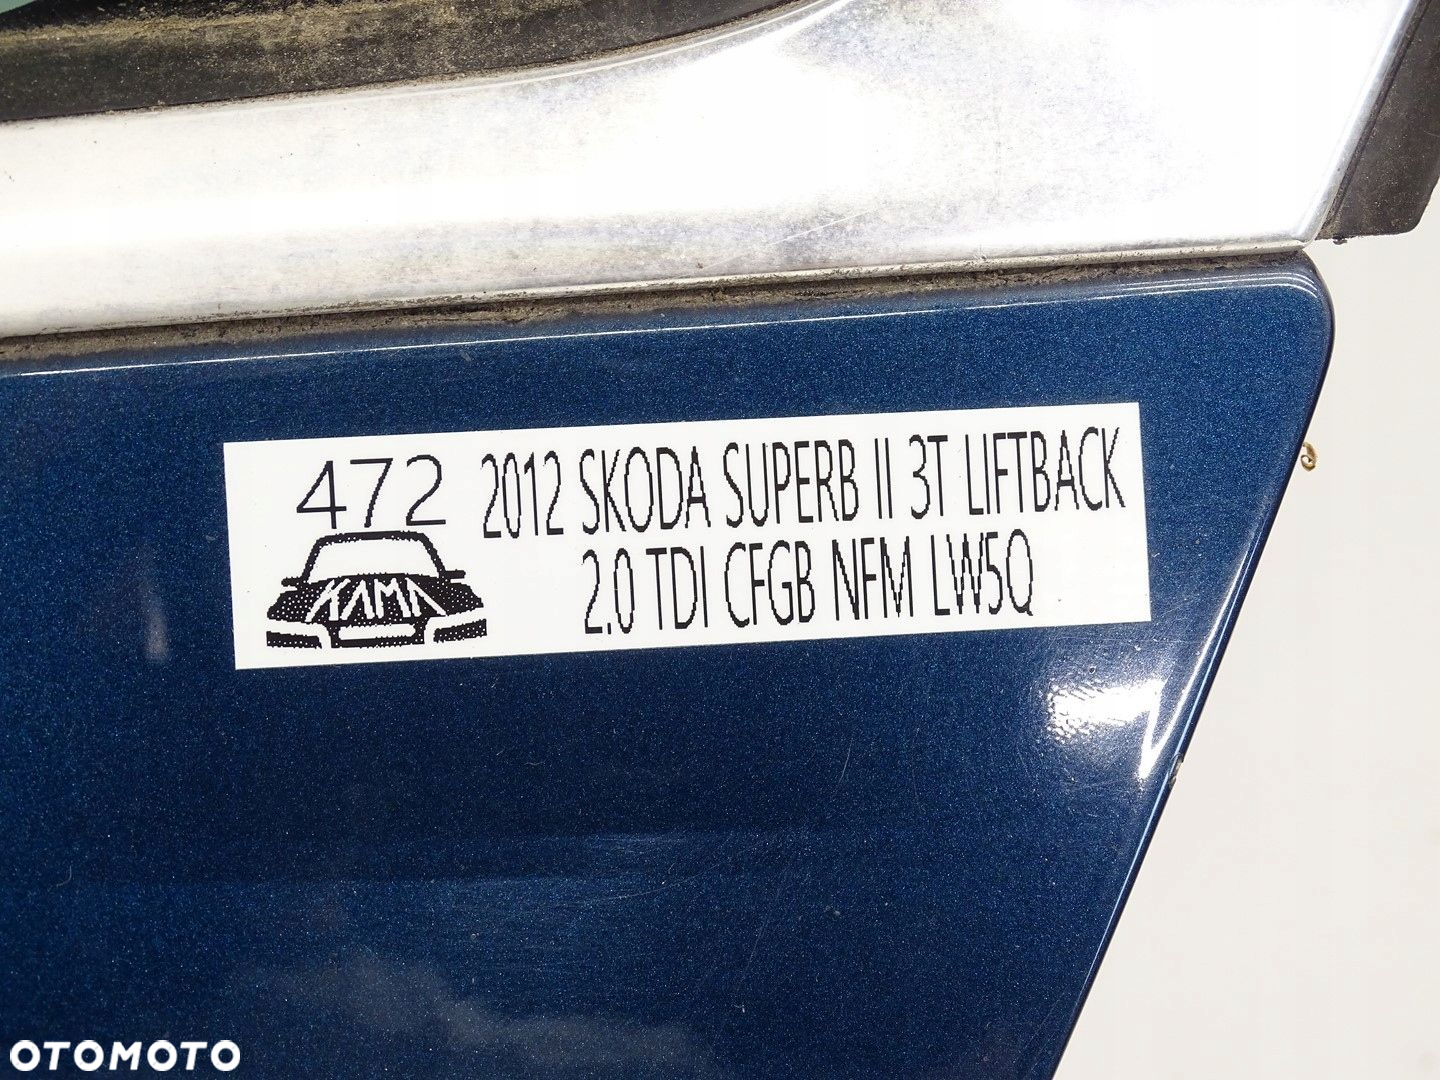 472
2012 SKODA SUPERB II 3T LIFTBACK
2.0 TDI CFGB NFM LW5Q
KAMA
OTOMOTO